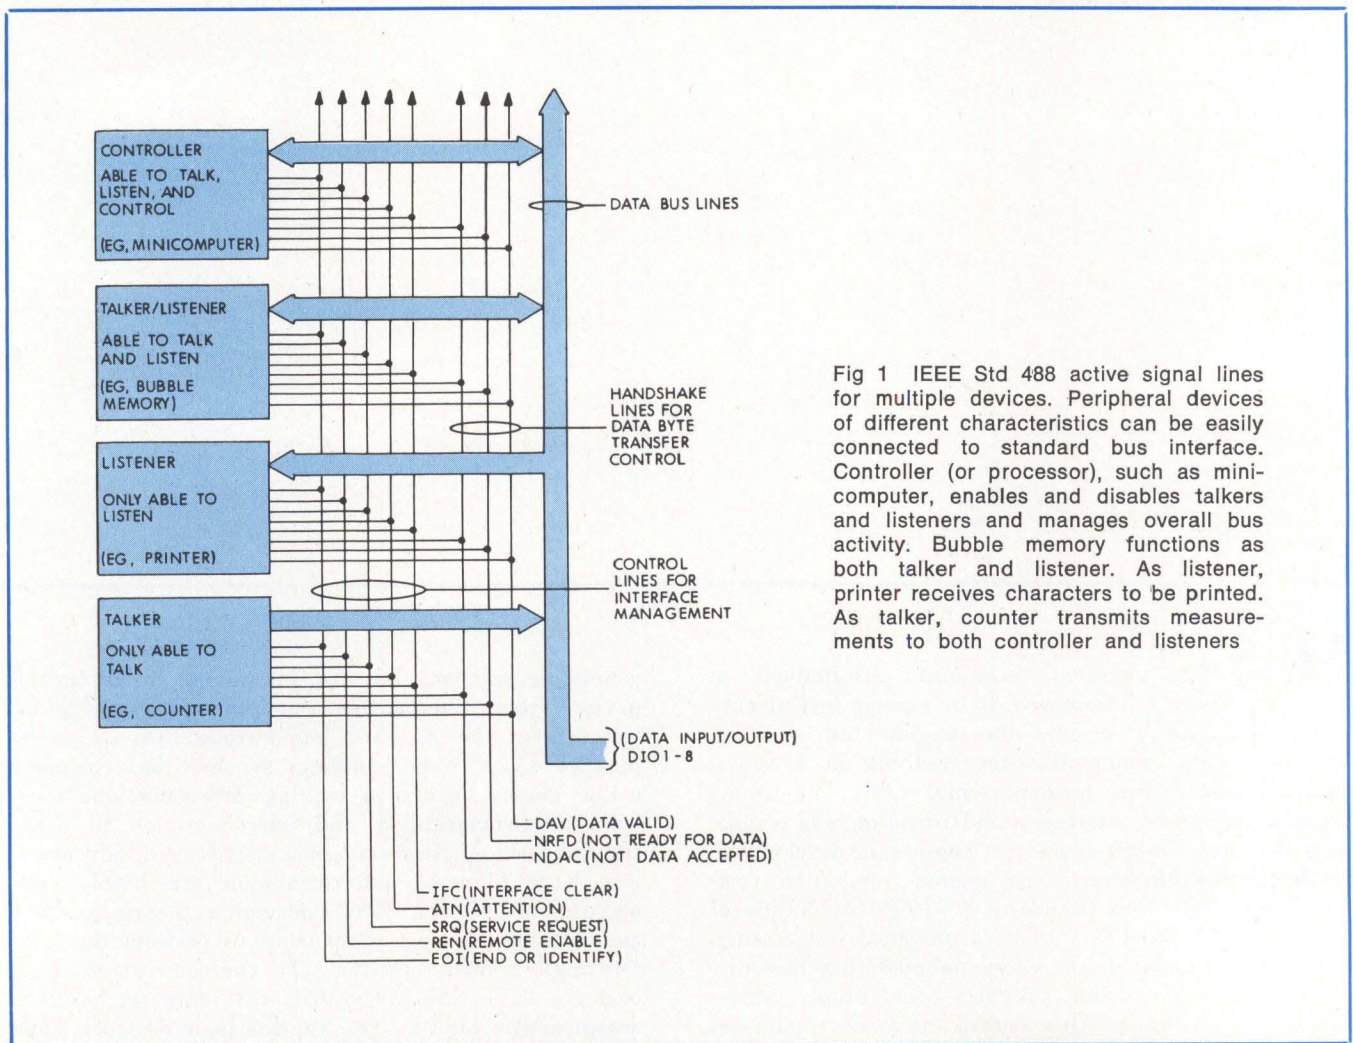 CONTROLLER
ABLE TO TALK,
LISTEN, AND
CONTROL
(EG, MINICOMPUTER)
TALKER/LISTENER
ABLE TO TALK
AND LISTEN
(EG, BUBBLE
MEMORY)
LISTENER
ONLY ABLE TO
LISTEN
(EG, PRINTER)
TALKER
ONLY ABLE TO
TALK
(EG, COUNTER)
DATA BUS LINES
HANDSHAKE
LINES FOR
DATA BYTE
TRANSFER
CONTROL
CONTROL
LINES FOR
INTERFACE
MANAGEMENT
(DATA INPUT/OUTPUT)
DIO1-8
DAV (DATA VALID)
NRFD (NOT READY FOR DATA)
NDAC (NOT DATA ACCEPTED)
IFC (INTERFACE CLEAR)
ATN (ATTENTION)
SRQ (SERVICE REQUEST)
REN (REMOTE ENABLE)
EOI (END OR IDENTIFY)
Fig 1 IEEE Std 488 active signal lines
for multiple devices. Peripheral devices
of different characteristics can be easily
connected to standard bus interface.
Controller (or processor), such as mini-
computer, enables and disables talkers
and listeners and manages overall bus
activity. Bubble memory functions as
both talker and listener. As listener,
printer receives characters to be printed.
As talker, counter transmits measure-
ments to both controller and listeners